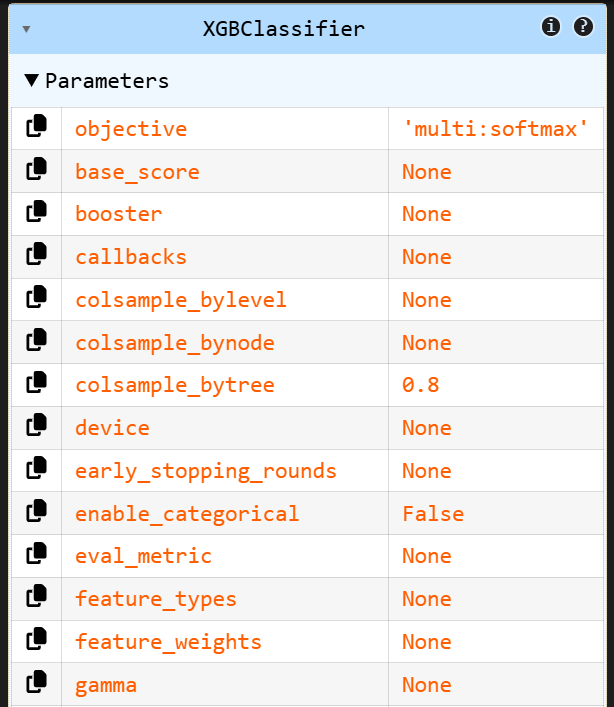 XGBClassifier i ?
Parameters
objective 'multi:softmax'
base_score None
booster None
callbacks None
colsample_bylevel None
colsample_bynode None
colsample_bytree 0.8
device None
early_stopping_rounds None
enable_categorical False
eval_metric None
feature_types None
feature_weights None
gamma None